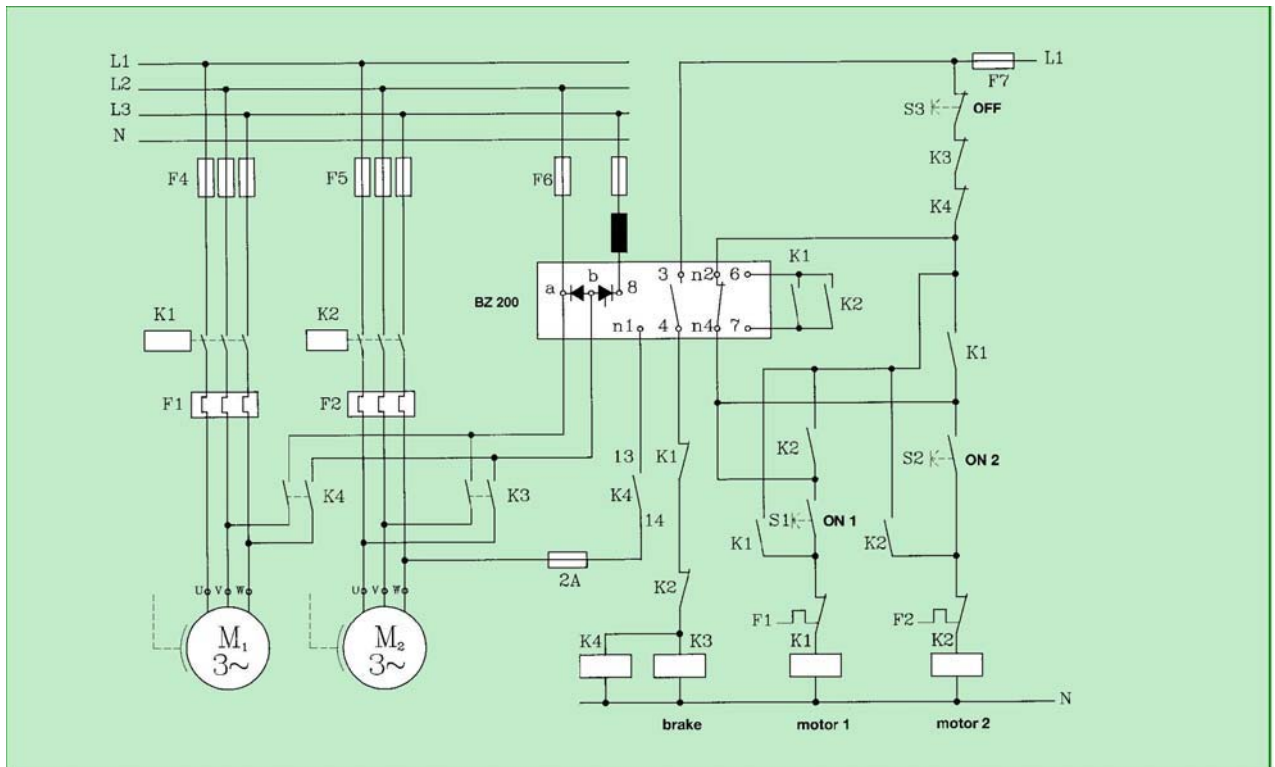 L1
L2
L3
N
F4
F5
F6
L1
F7
S3 OFF
K3
K4
a b 8 3 n2 6
n1 4 n4 7
BZ 200
K1
K2
K1
K2
K1
F1
F2
K4
K3
13
K4
14
2A
K1
K2
K2
S1 ON 1
K1
K2
S2 ON 2
U V W
M1
3~
U V W
M2
3~
F1
K1
F2
K2
K4
K3
N
brake motor 1 motor 2